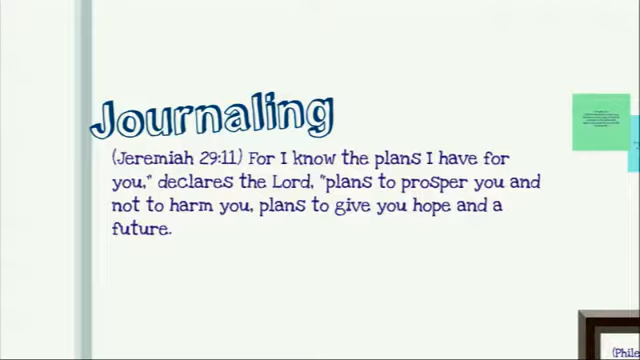 Journaling
(Jeremiah 29:11) For I know the plans I have for
you," declares the Lord, "plans to prosper you and
not to harm you, plans to give you hope and a
future.